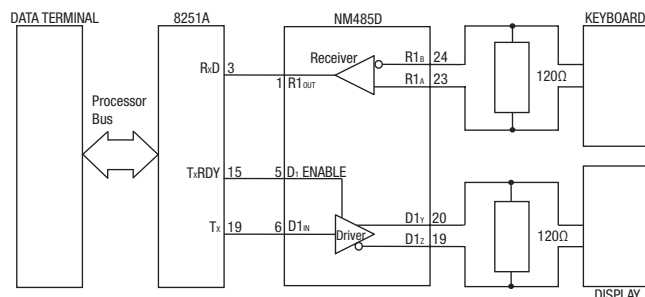 DATA TERMINAL
8251A
NM485D
KEYBOARD
Receiver
R1B 24
RxD 3
1 R1OUT
R1A 23
120Ω
Processor
Bus
TxRDY 15
5 D1 ENABLE
D1Y 20
Tx 19
6 D1IN
Driver
D1Z 19
120Ω
DISPLAY